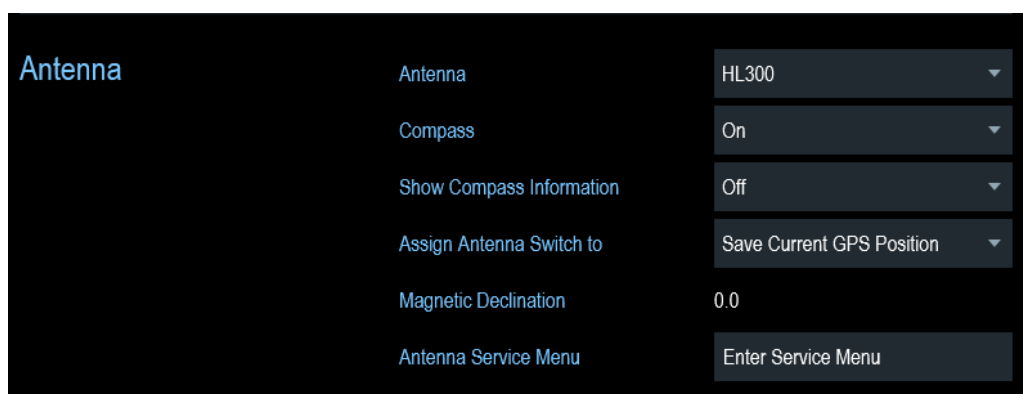 Antenna
Antenna HL300
Compass On
Show Compass Information Off
Assign Antenna Switch to Save Current GPS Position
Magnetic Declination 0.0
Antenna Service Menu Enter Service Menu